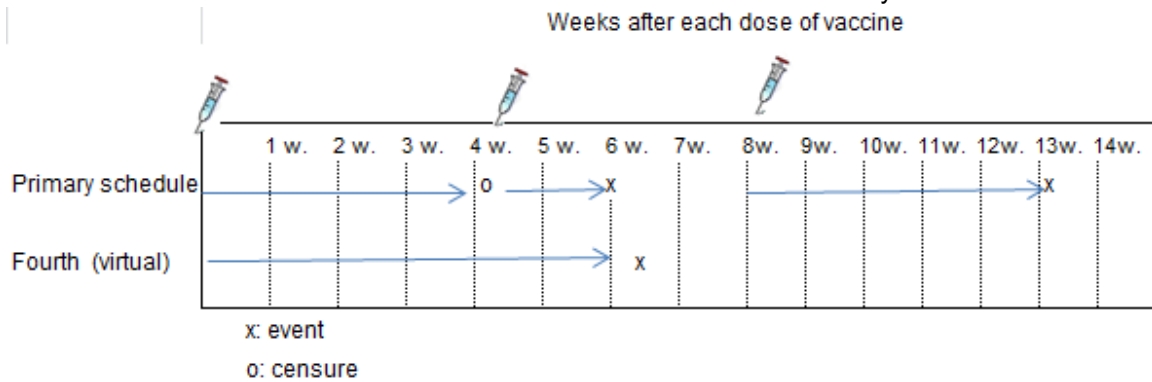 Weeks after each dose of vaccine
1 w. 2 w. 3 w. 4 w. 5 w. 6 w. 7w. 8w. 9w. 10w. 11w. 12w. 13w. 14w.
Primary schedule o x x
Fourth (virtual) x
x: event
o: censure